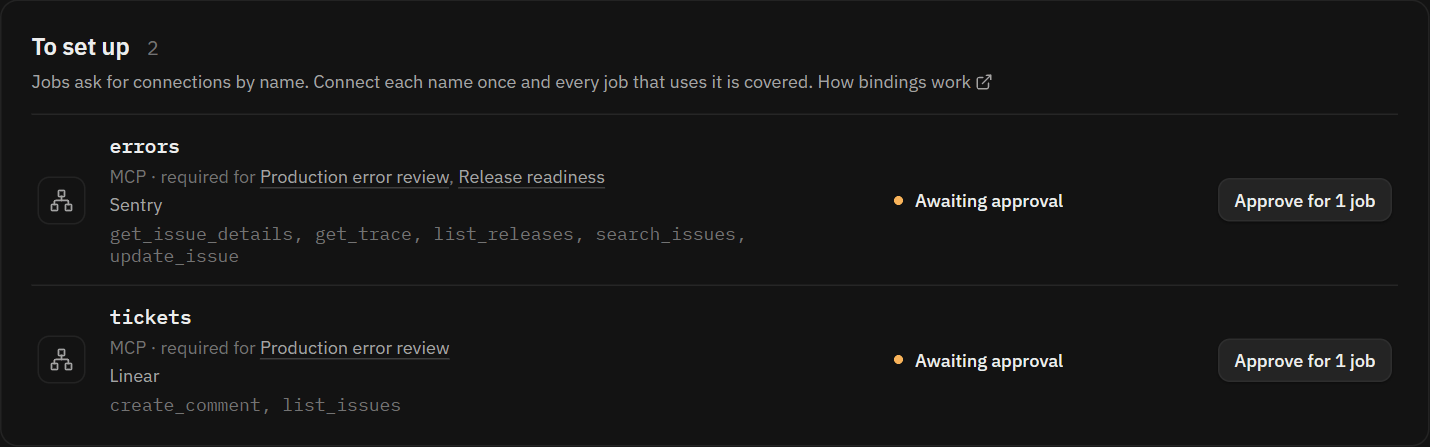 To set up 2
Jobs ask for connections by name. Connect each name once and every job that uses it is covered. How bindings work
errors
MCP · required for Production error review, Release readiness
Sentry
get_issue_details, get_trace, list_releases, search_issues,
update_issue
Awaiting approval
Approve for 1 job
tickets
MCP · required for Production error review
Linear
create_comment, list_issues
Awaiting approval
Approve for 1 job